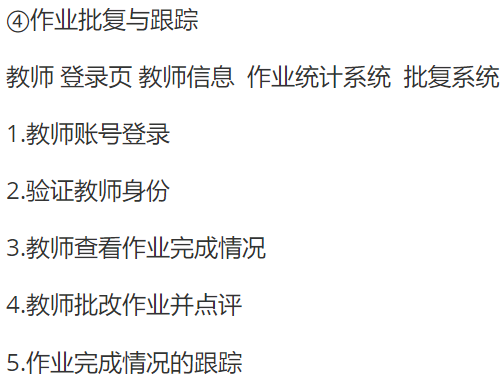 ④作业批复与跟踪
教师 登录页 教师信息 作业统计系统 批复系统
1.教师账号登录
2.验证教师身份
3.教师查看作业完成情况
4.教师批改作业并点评
5.作业完成情况的跟踪